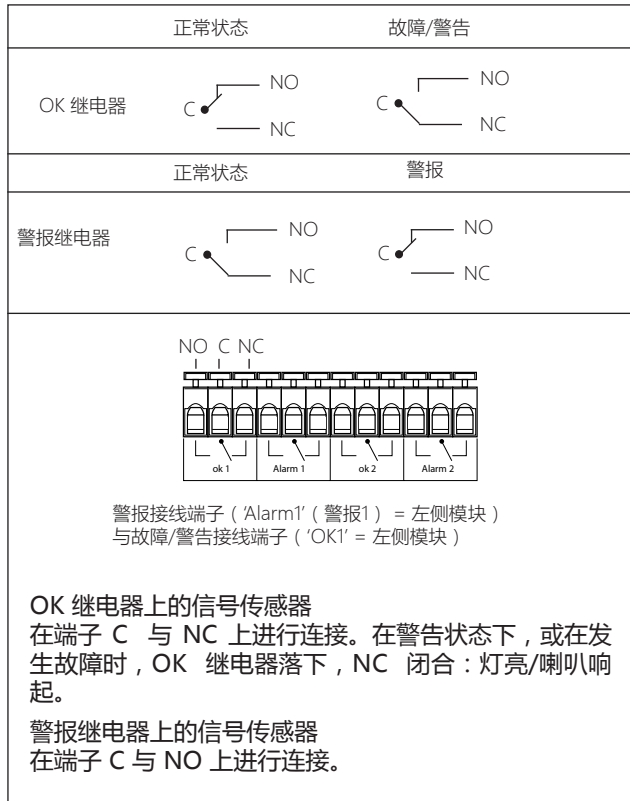 正常状态 故障/警告
OK 继电器 C NO NC C NO NC
正常状态 警报
警报继电器 C NO NC C NO NC
NO C NC
ok 1 Alarm 1 ok 2 Alarm 2
警报接线端子 ( ‘Alarm1’ ( 警报1 ) = 左侧模块 )
与故障/警告接线端子 ( ‘OK1’ = 左侧模块 )
OK 继电器上的信号传感器
在端子 C 与 NC 上进行连接。在警告状态下，或在发
生故障时，OK 继电器落下，NC 闭合：灯亮/喇叭响
起。
警报继电器上的信号传感器
在端子 C 与 NO 上进行连接。